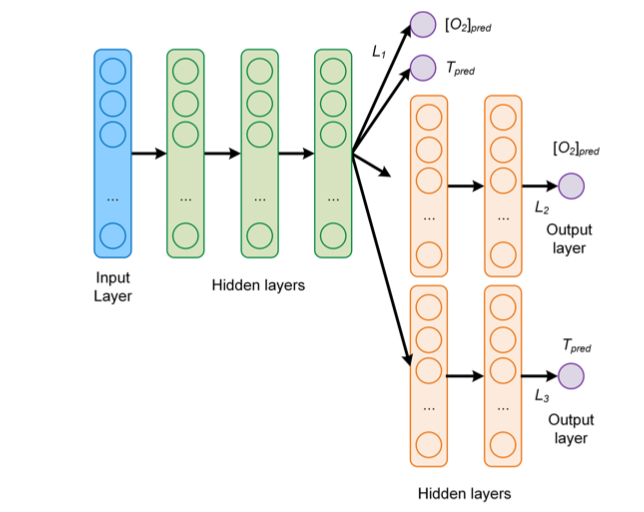 [O₂]pred
L₁
Tpred
[O₂]pred
L₂
Output
layer
...
...
...
...
...
...
Input
Layer
Hidden layers
Tpred
L₃
Output
layer
...
...
Hidden layers